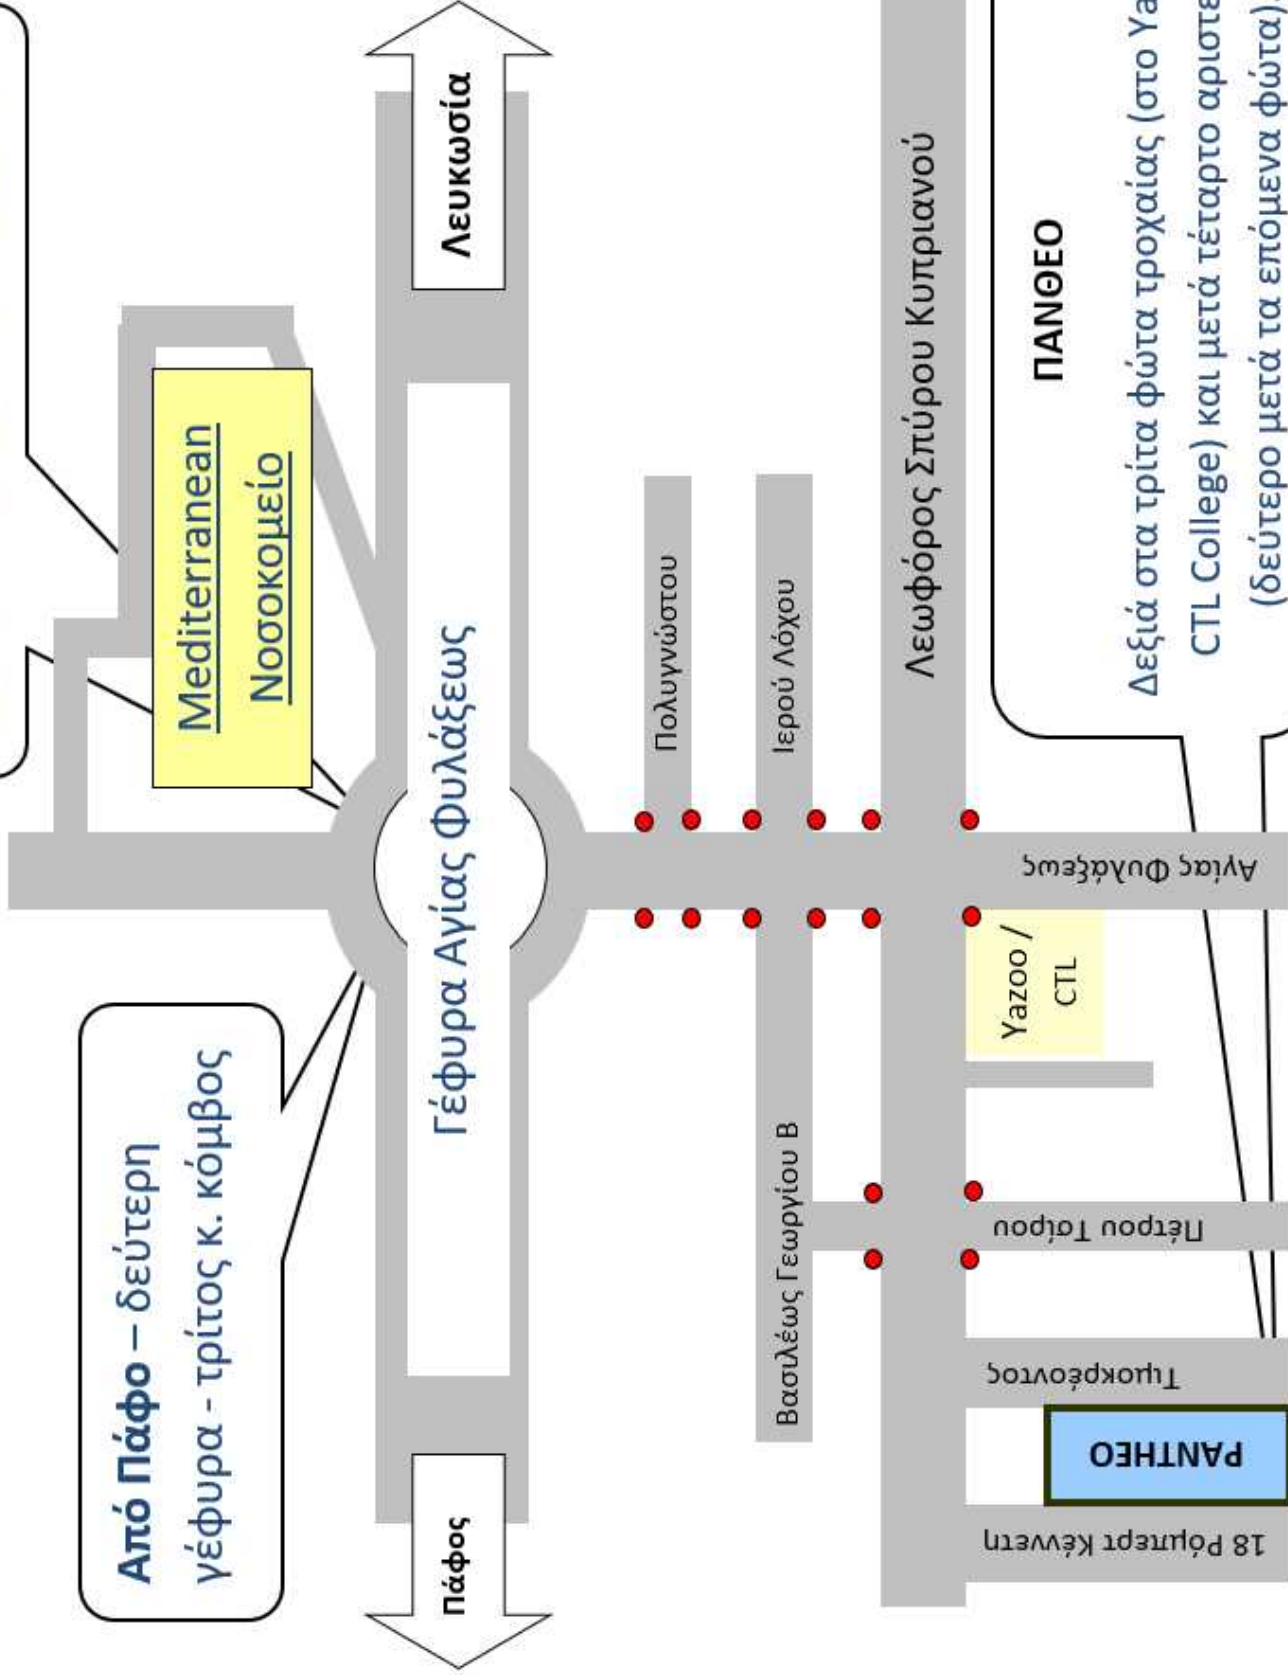 Από Πάφο – δεύτερη
γέφυρα - τρίτος κ. κόμβος
Mediterranean
Νοσοκομείο
Πάφος
Γέφυρα Αγίας Φυλάξεως
Λευκωσία
Πολυγνώστου
Βασιλέως Γεωργίου Β
Ιερού Λόχου
Λεωφόρος Σπύρου Κυπριανού
18 Ρόμπερτ Κέννετη
PANTHEO
Τιμοκρέοντος
Πέτρου Τσίρου
Yazoo /
CTL
Αγίας Φυλάξεως
ΠΑΝΘΕΟ
Δεξιά στα τρίτα φώτα τροχαίας (στο Ya
CTL College) και μετά τέταρτο αριστε
(δεύτερο μετά τα επόμενα φώτα)